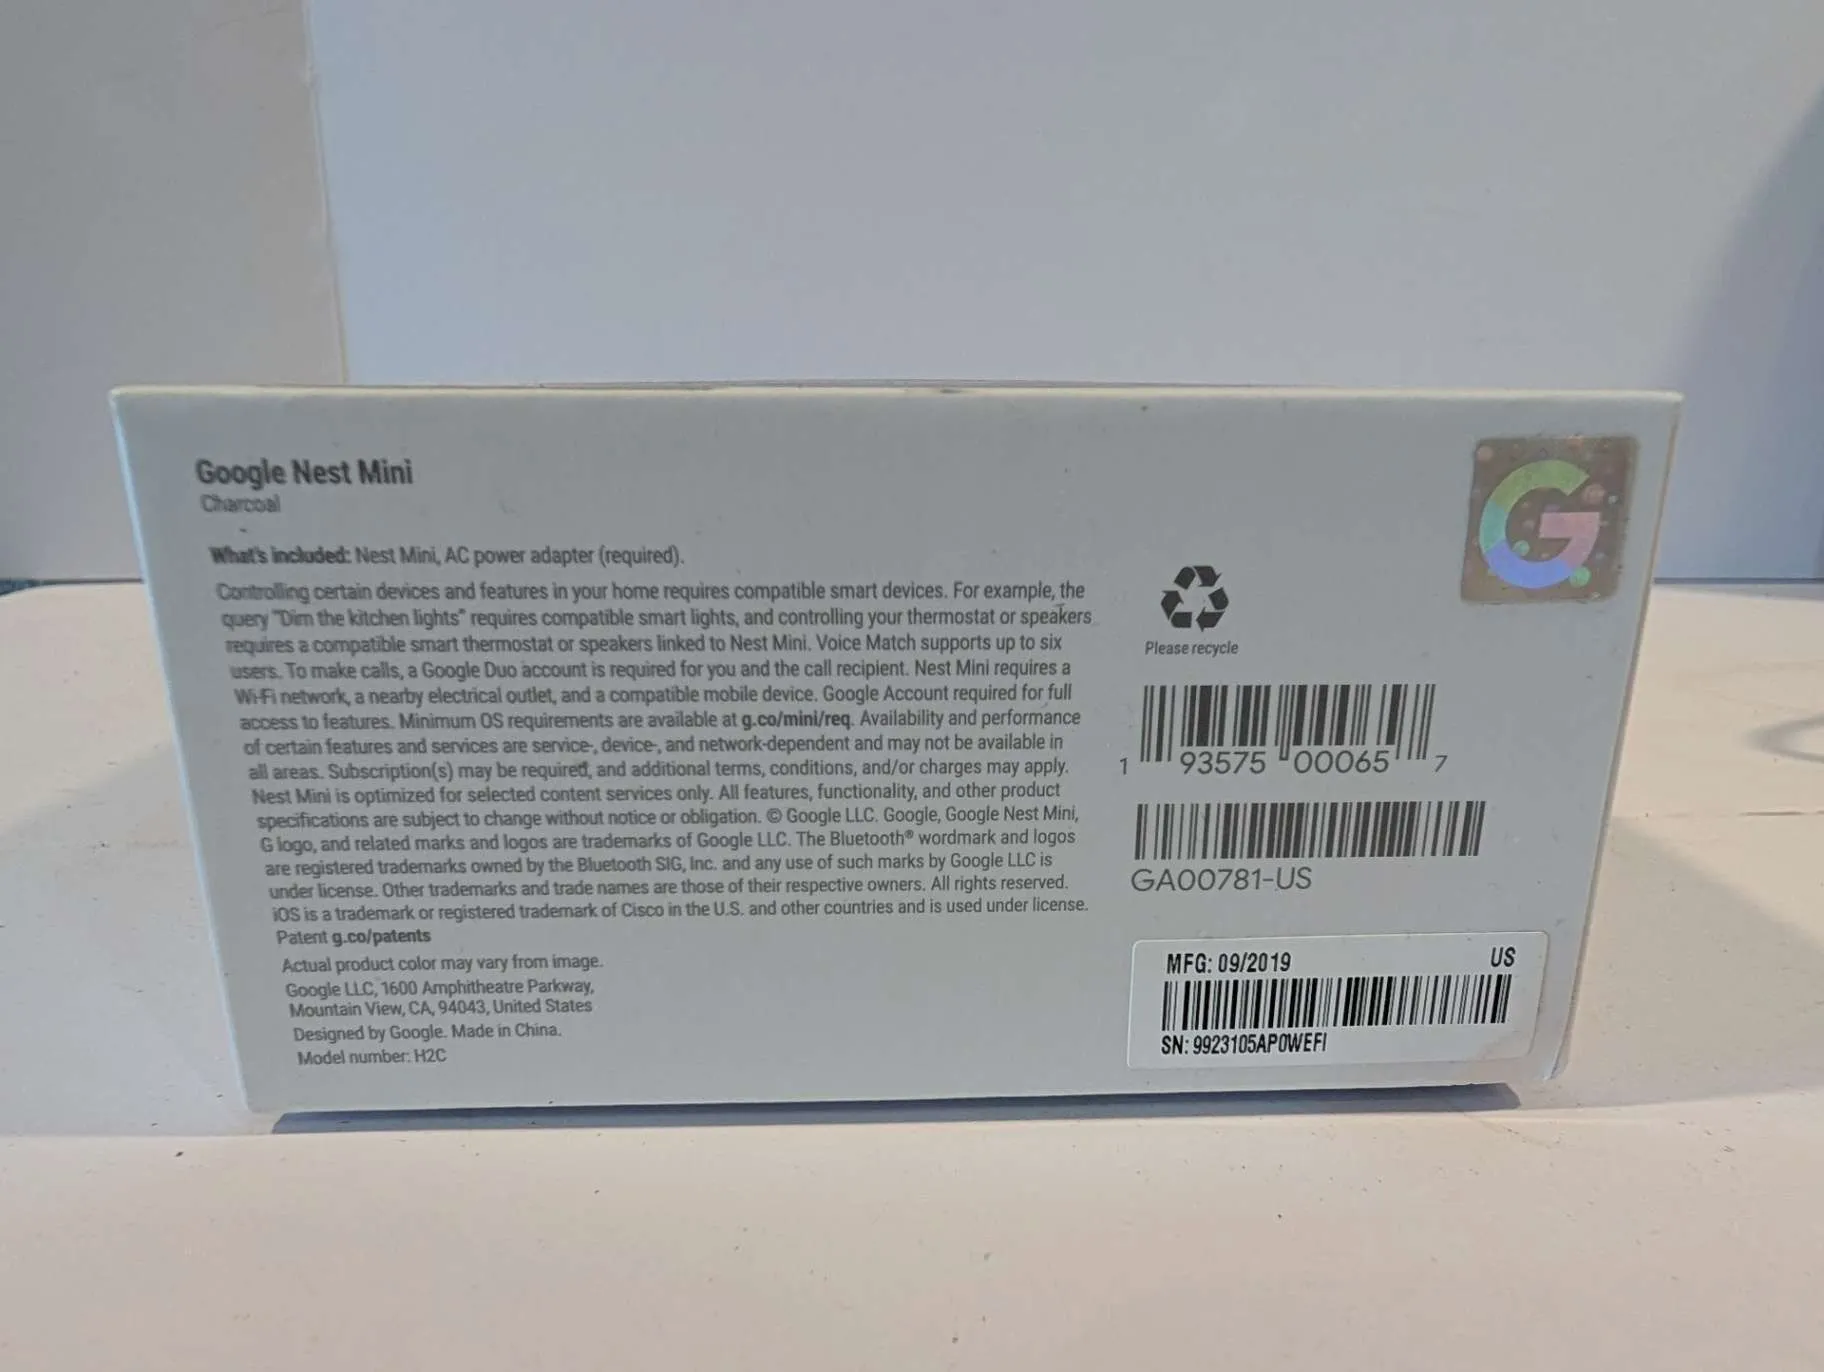 Google Nest Mini
Charcoal
What's included: Nest Mini, AC power adapter (required).
Controlling certain devices and features in your home requires compatible smart devices. For example, the
query "Dim the kitchen lights" requires compatible smart lights, and controlling your thermostat or speakers
requires a compatible smart thermostat or speakers linked to Nest Mini. Voice Match supports up to six
users. To make calls, a Google Duo account is required for you and the call recipient. Nest Mini requires a
Wi-Fi network, a nearby electrical outlet, and a compatible mobile device. Google Account required for full
access to features. Minimum OS requirements are available at g.co/mini/req. Availability and performance
of certain features and services are service-, device-, and network-dependent and may not be available in
all areas. Subscription(s) may be required, and additional terms, conditions, and/or charges may apply.
Nest Mini is optimized for selected content services only. All features, functionality, and other product
specifications are subject to change without notice or obligation. © Google LLC. Google, Google Nest Mini,
G logo, and related marks and logos are trademarks of Google LLC. The Bluetooth® wordmark and logos
are registered trademarks owned by the Bluetooth SIG, Inc. and any use of such marks by Google LLC is
under license. Other trademarks and trade names are those of their respective owners. All rights reserved.
iOS is a trademark or registered trademark of Cisco in the U.S. and other countries and is used under license.
Patent g.co/patents
Actual product color may vary from image.
Google LLC, 1600 Amphitheatre Parkway,
Mountain View, CA, 94043, United States
Designed by Google. Made in China.
Model number: H2C
G
Please recycle
1 93575 00065 7
GA00781-US
MFG: 09/2019 US
SN: 9923105AP0WEFI